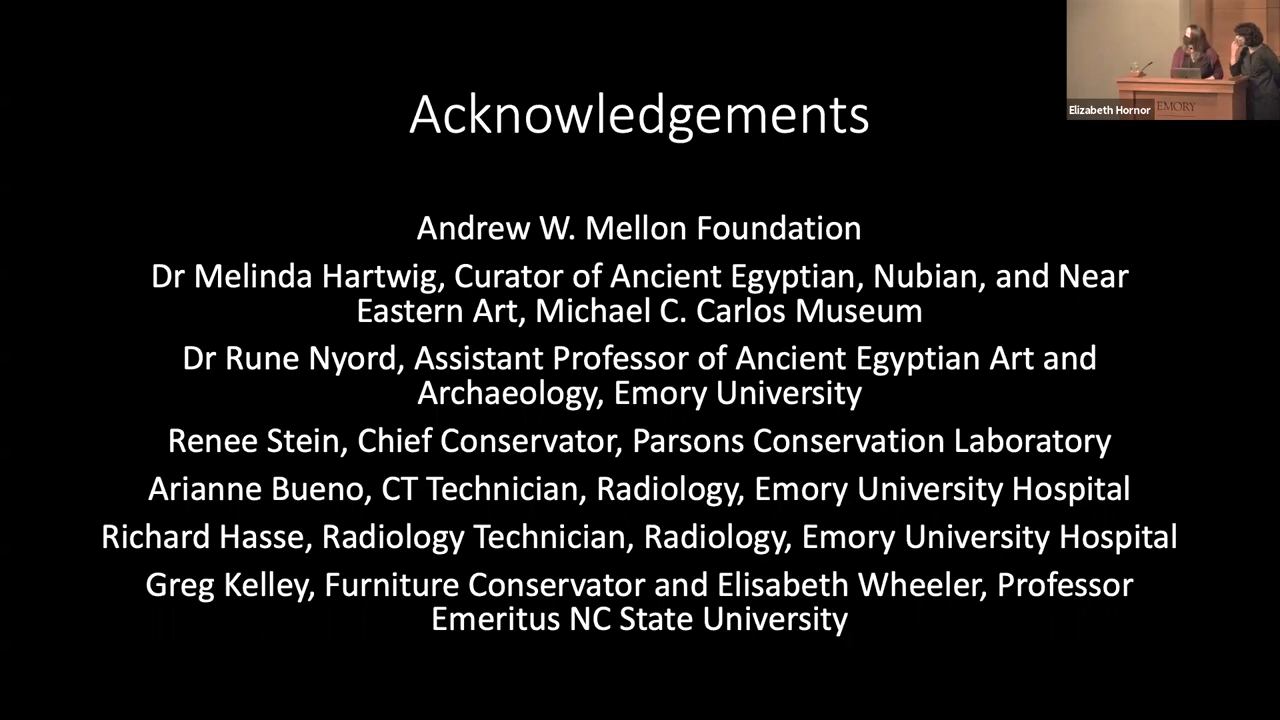 Elizabeth Hornor
EMORY
Acknowledgements
Andrew W. Mellon Foundation
Dr Melinda Hartwig, Curator of Ancient Egyptian, Nubian, and Near
Eastern Art, Michael C. Carlos Museum
Dr Rune Nyord, Assistant Professor of Ancient Egyptian Art and
Archaeology, Emory University
Renee Stein, Chief Conservator, Parsons Conservation Laboratory
Arianne Bueno, CT Technician, Radiology, Emory University Hospital
Richard Hasse, Radiology Technician, Radiology, Emory University Hospital
Greg Kelley, Furniture Conservator and Elisabeth Wheeler, Professor
Emeritus NC State University